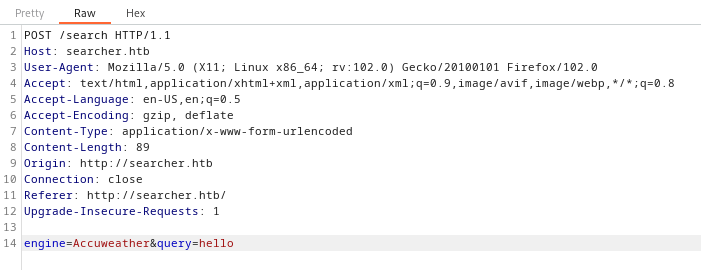 Pretty Raw Hex
1 POST /search HTTP/1.1
2 Host: searcher.htb
3 User-Agent: Mozilla/5.0 (X11; Linux x86_64; rv:102.0) Gecko/20100101 Firefox/102.0
4 Accept: text/html,application/xhtml+xml,application/xml;q=0.9,image/avif,image/webp,*/*;q=0.8
5 Accept-Language: en-US,en;q=0.5
6 Accept-Encoding: gzip, deflate
7 Content-Type: application/x-www-form-urlencoded
8 Content-Length: 89
9 Origin: http://searcher.htb
10 Connection: close
11 Referer: http://searcher.htb/
12 Upgrade-Insecure-Requests: 1
13
14 engine=Accuweather&query=hello